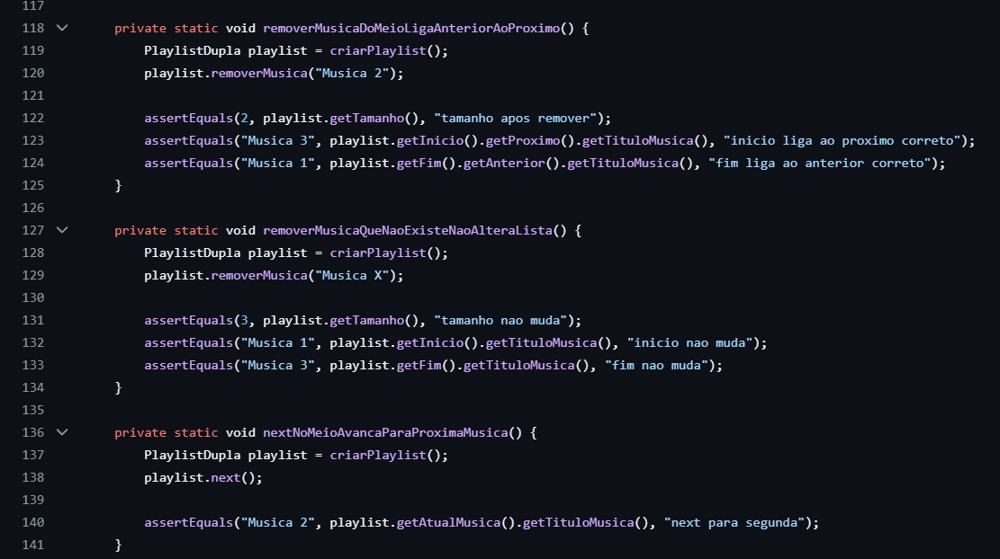 117
118 private static void removerMusicaDoMeioLigaAnteriorAoProximo() {
119 PlaylistDupla playlist = criarPlaylist();
120 playlist.removerMusica("Musica 2");
121
122 assertEquals(2, playlist.getTamanho(), "tamanho apos remover");
123 assertEquals("Musica 3", playlist.getInicio().getProximo().getTituloMusica(), "inicio liga ao proximo correto");
124 assertEquals("Musica 1", playlist.getFim().getAnterior().getTituloMusica(), "fim liga ao anterior correto");
125 }
126
127 private static void removerMusicaQueNaoExisteNaoAlteraLista() {
128 PlaylistDupla playlist = criarPlaylist();
129 playlist.removerMusica("Musica X");
130
131 assertEquals(3, playlist.getTamanho(), "tamanho nao muda");
132 assertEquals("Musica 1", playlist.getInicio().getTituloMusica(), "inicio nao muda");
133 assertEquals("Musica 3", playlist.getFim().getTituloMusica(), "fim nao muda");
134 }
135
136 private static void nextNoMeioAvancaParaProximaMusica() {
137 PlaylistDupla playlist = criarPlaylist();
138 playlist.next();
139
140 assertEquals("Musica 2", playlist.getAtualMusica().getTituloMusica(), "next para segunda");
141 }